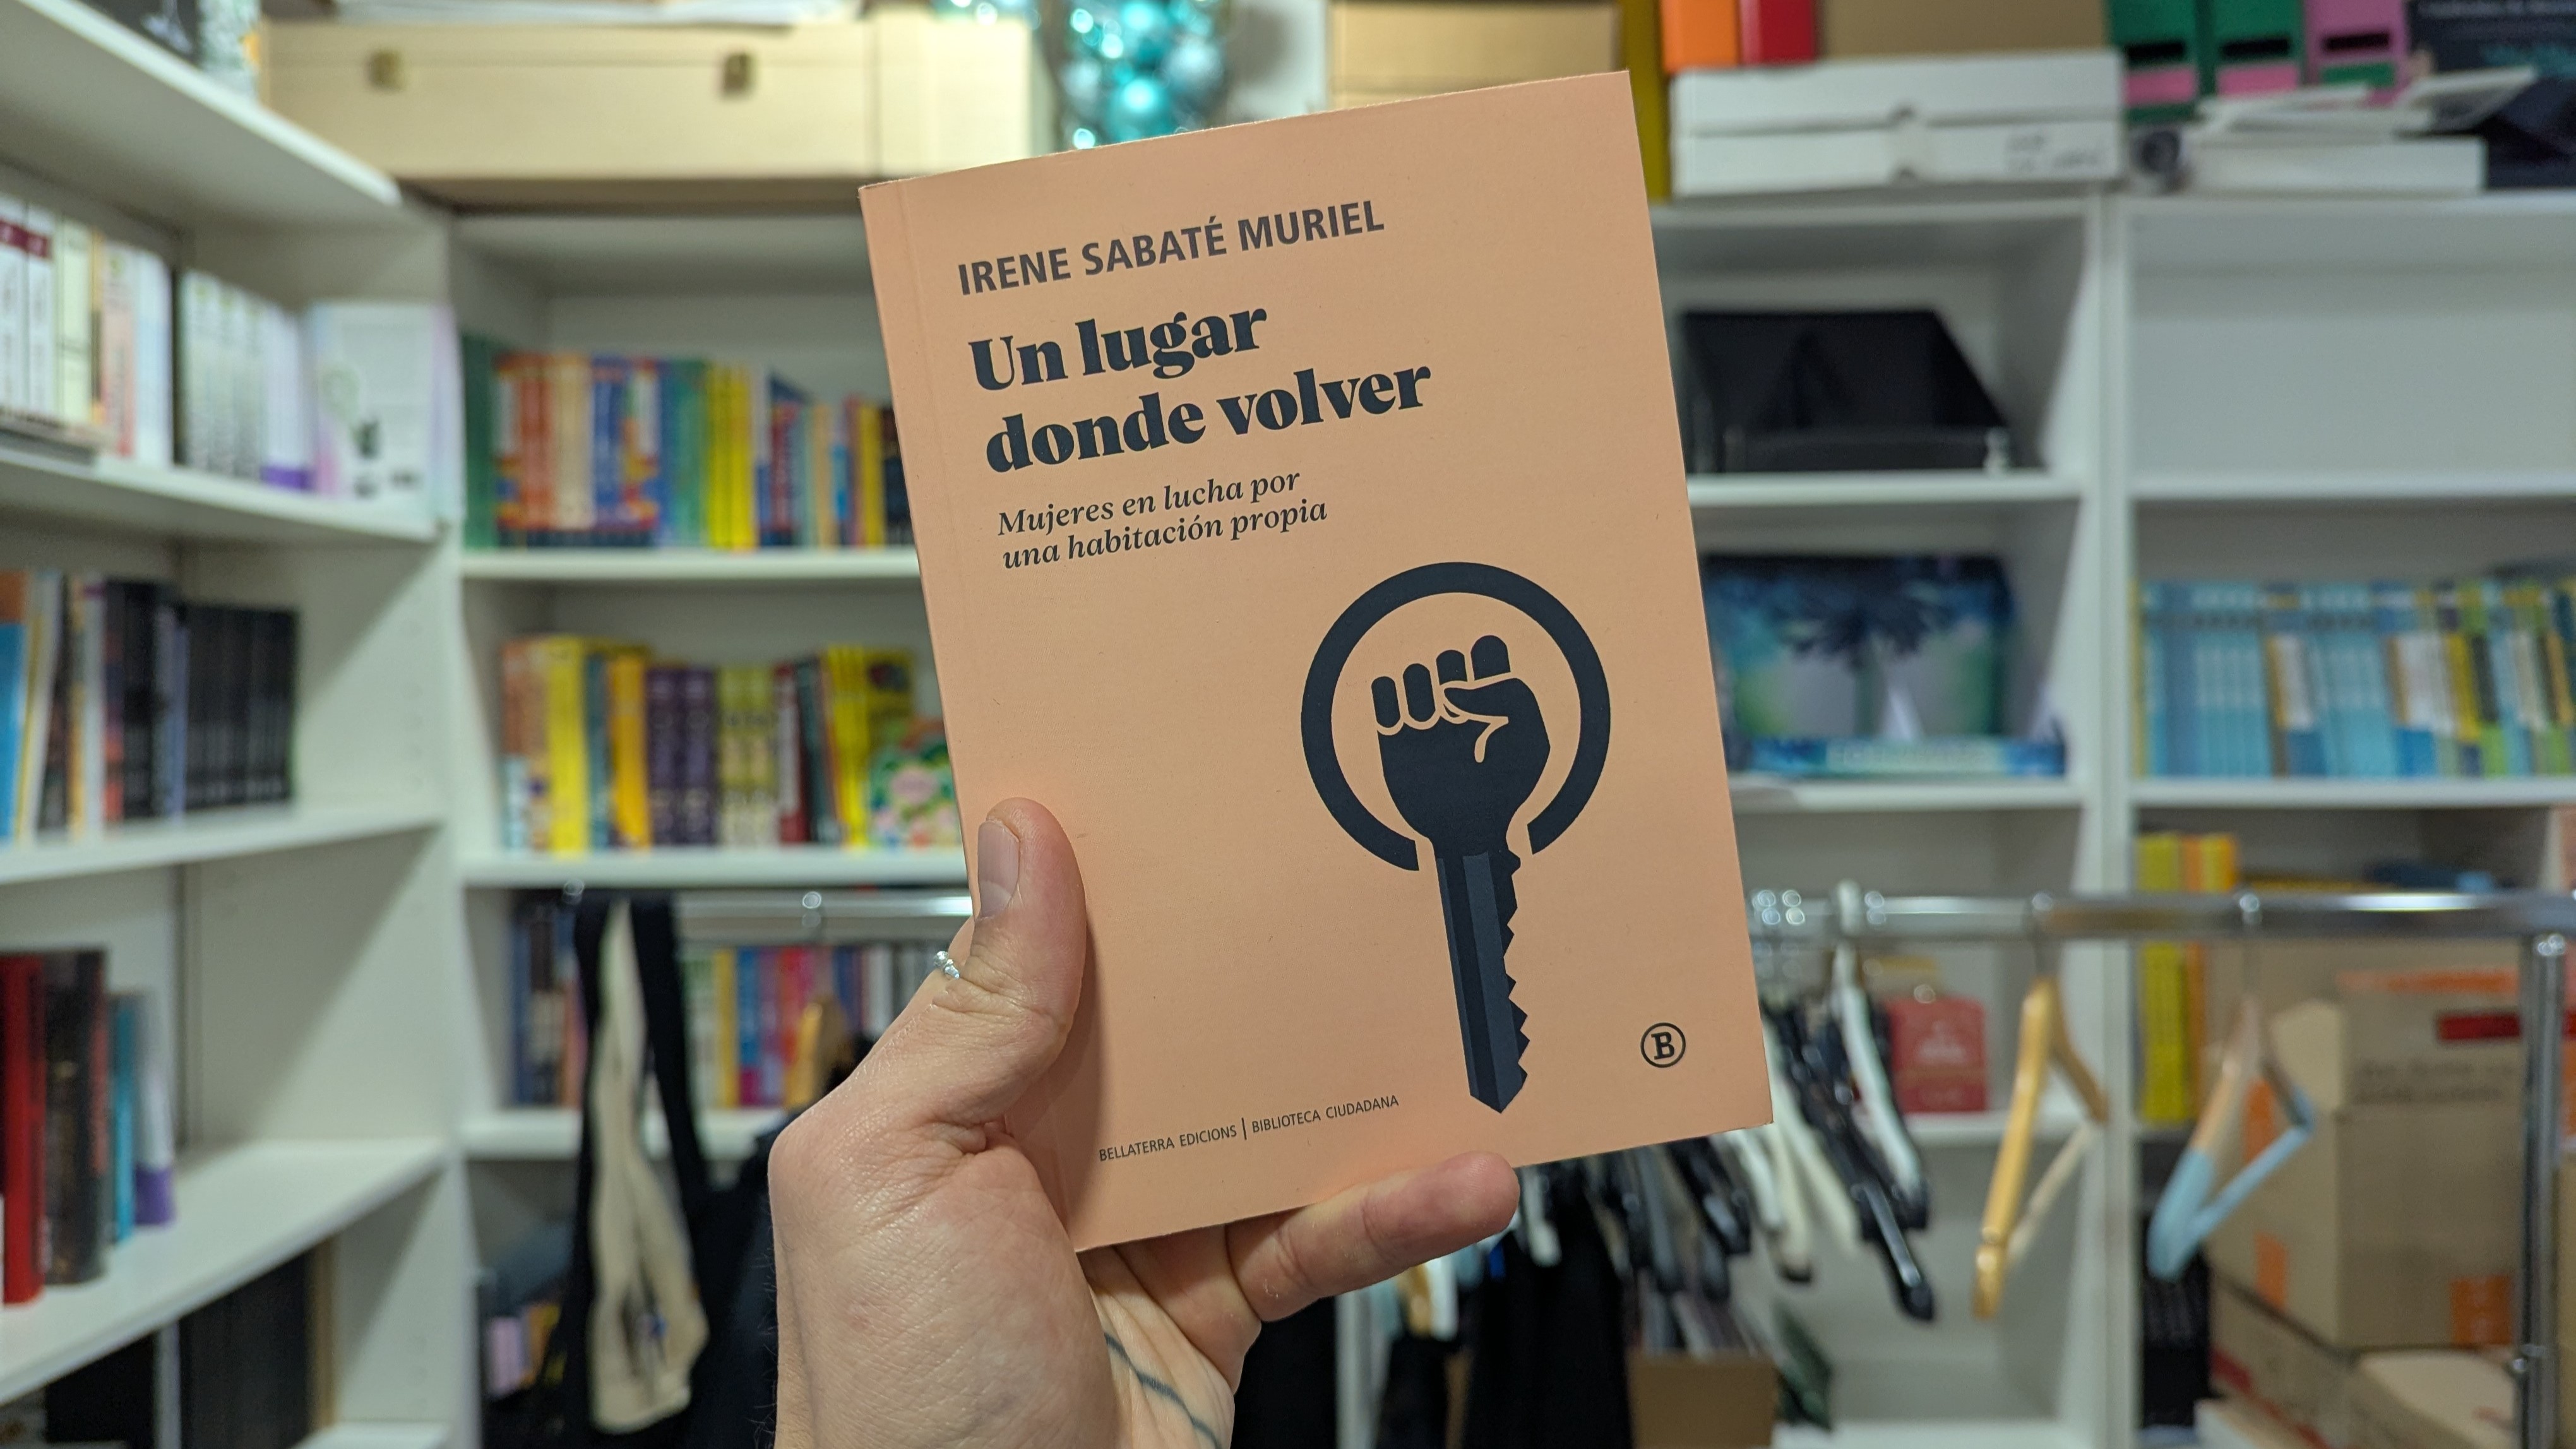 IRENE SABATÉ MURIEL
Un lugar
donde volver
Mujeres en lucha por
una habitación propia
B
BELLATERRA EDICIONS | BIBLIOTECA CIUDADANA